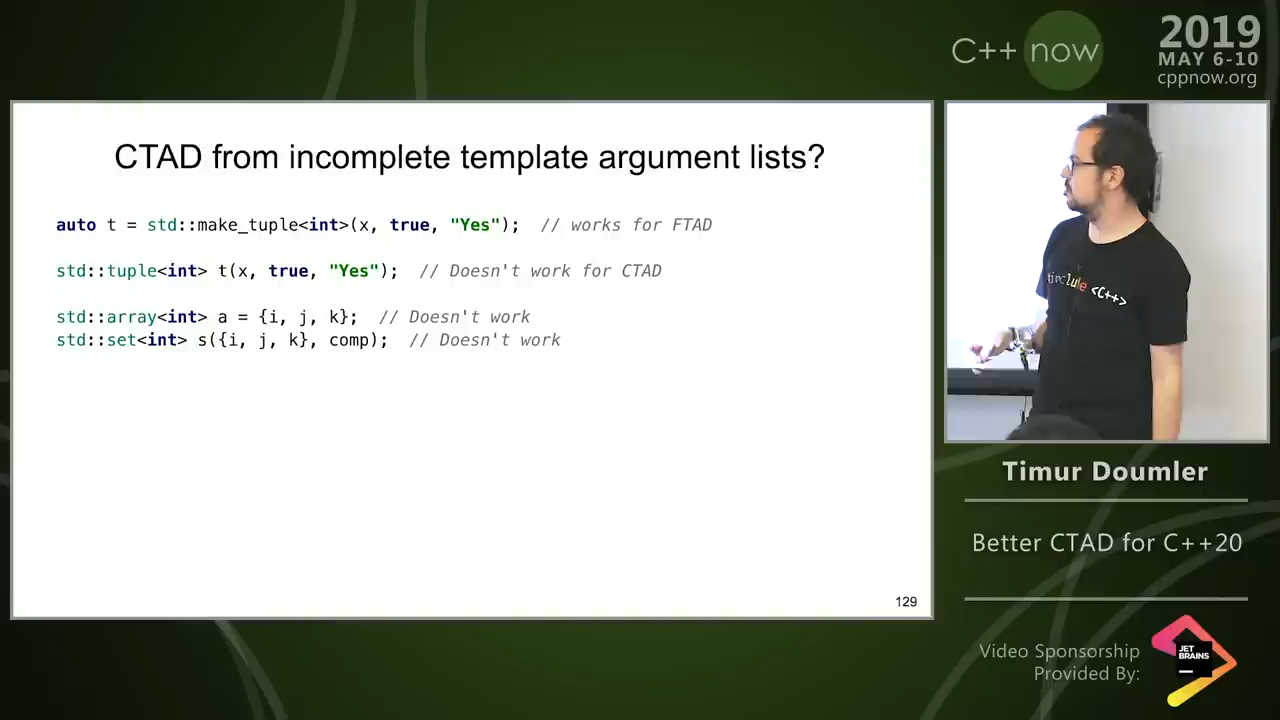 C++ now
2019
MAY 6-10
cppnow.org
CTAD from incomplete template argument lists?
auto t = std::make_tuple<int>(x, true, "Yes");  // works for FTAD
std::tuple<int> t(x, true, "Yes");  // Doesn't work for CTAD
std::array<int> a = {i, j, k};  // Doesn't work
std::set<int> s({i, j, k}, comp);  // Doesn't work
129
#include <C++>
Timur Doumler
Better CTAD for C++20
Video Sponsorship
Provided By:
JET
BRAINS